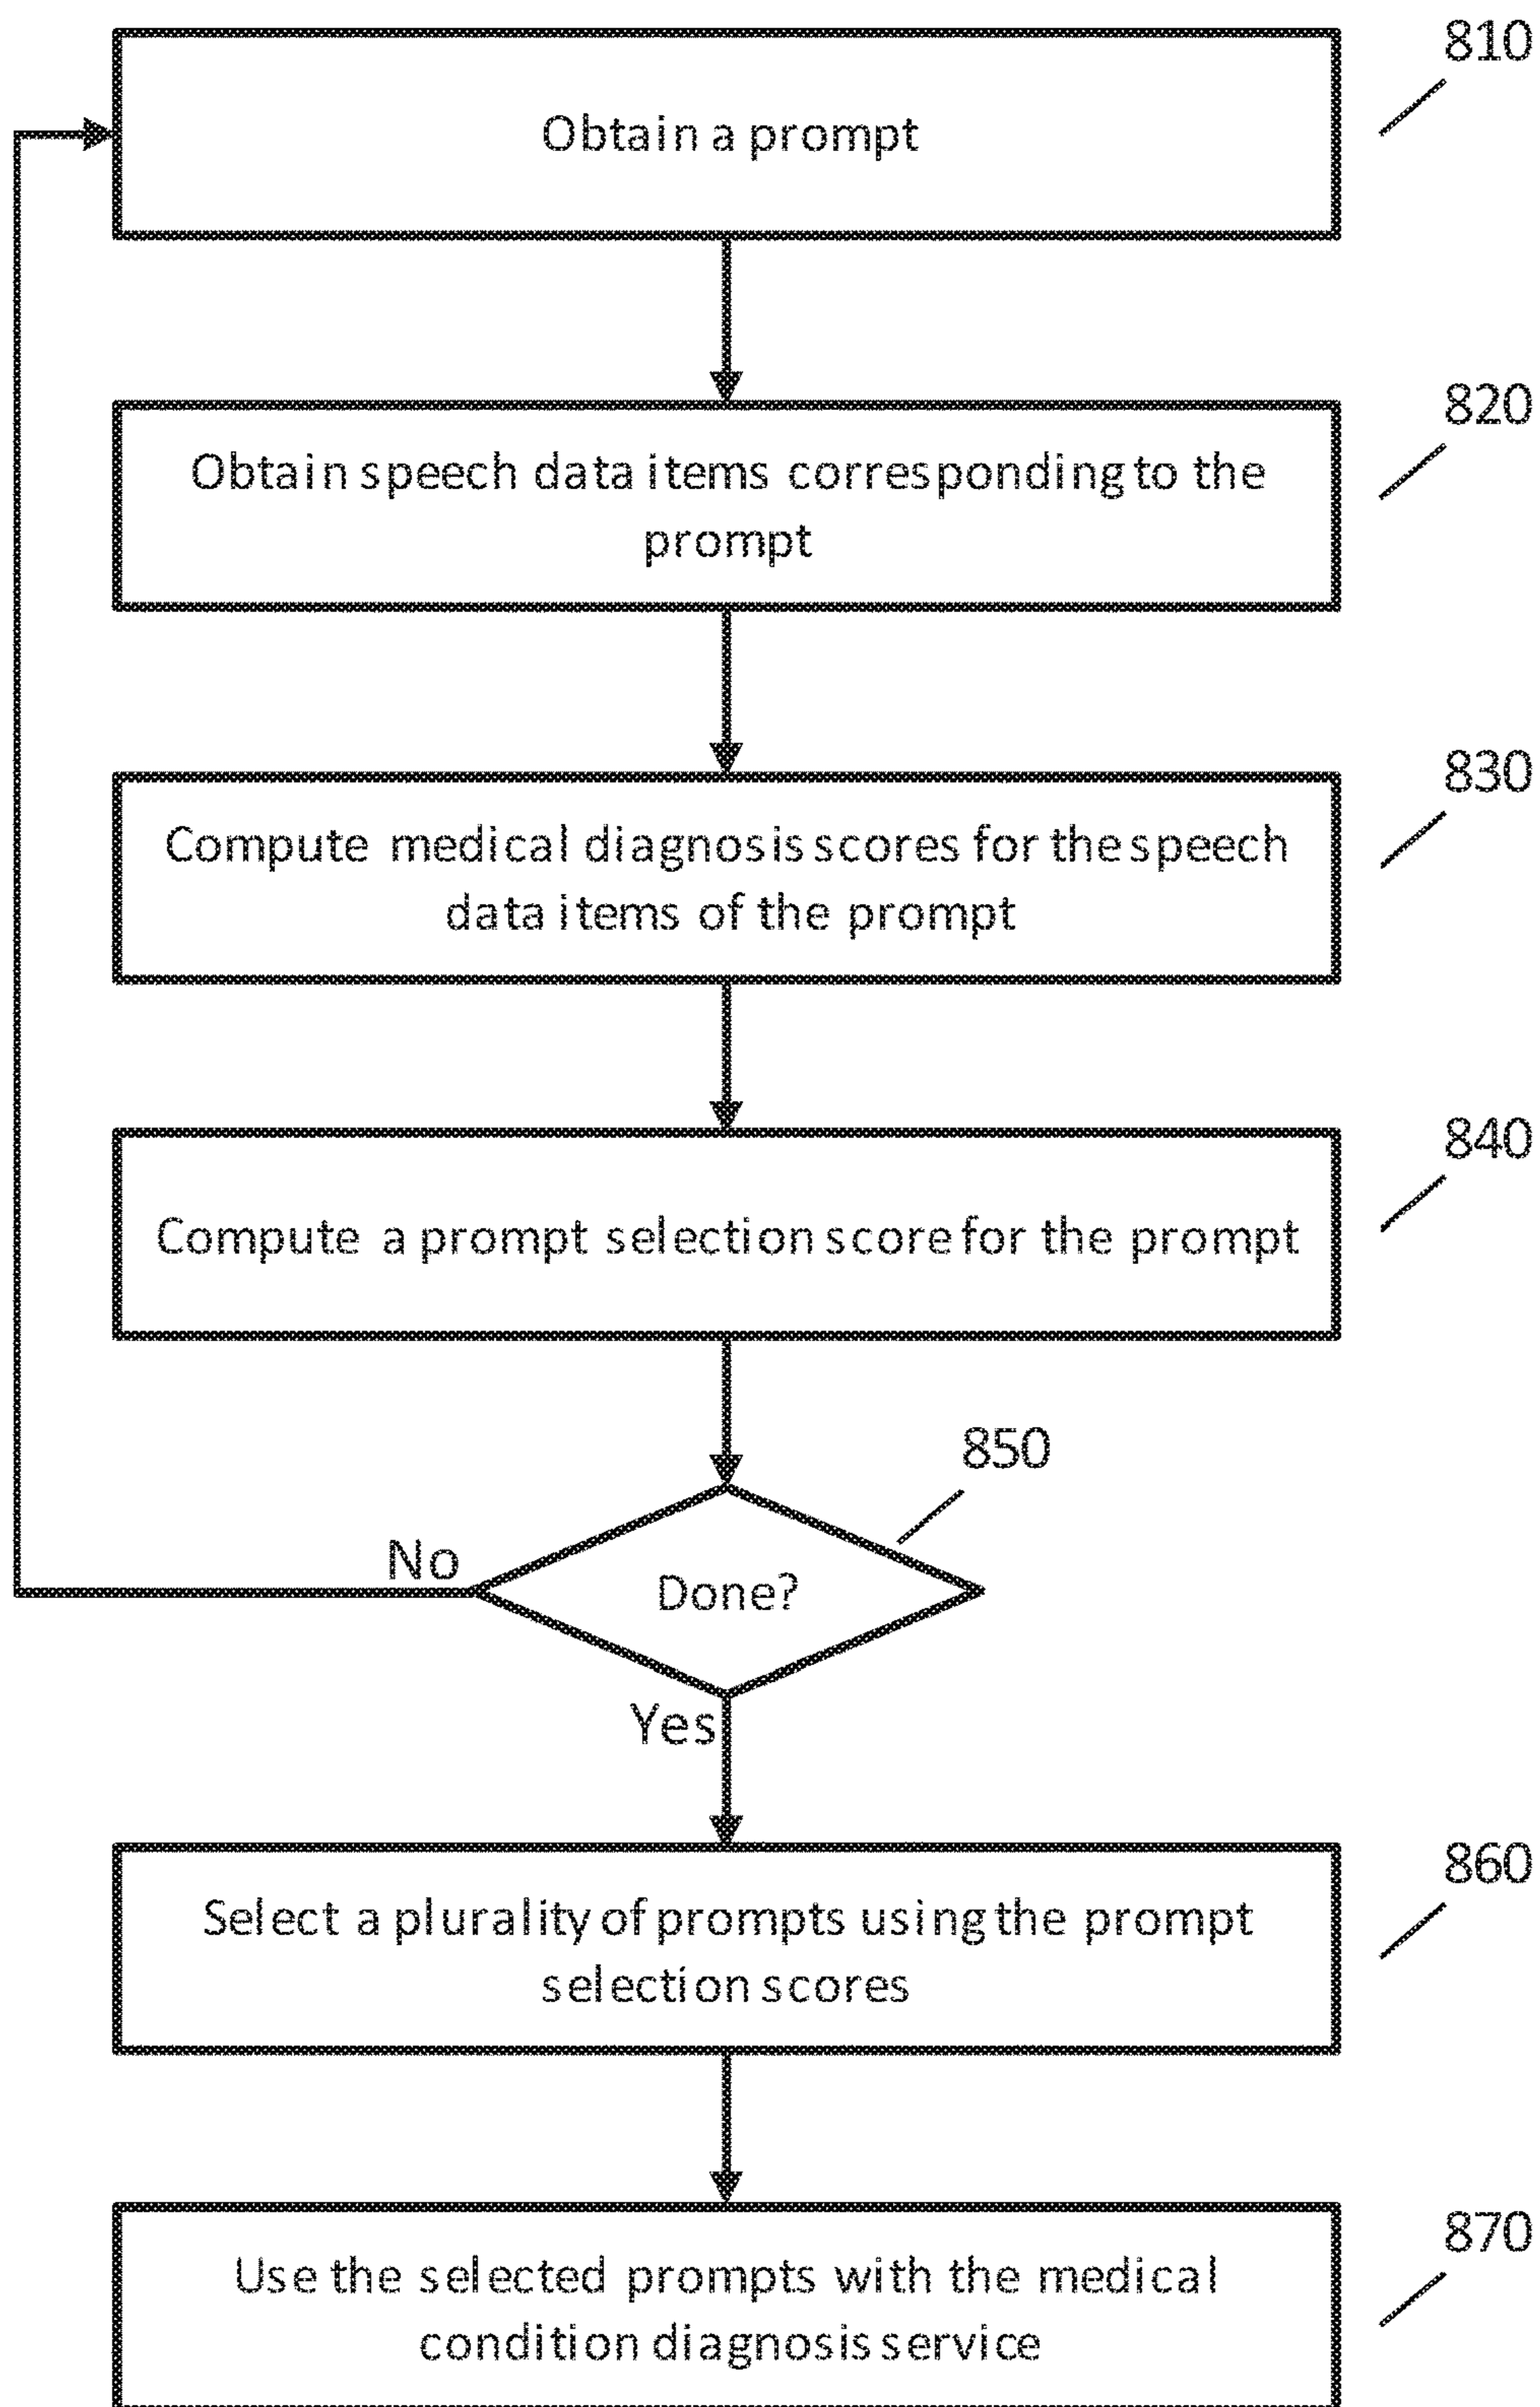 810
Obtain a prompt
820
Obtain speech data items corresponding to the
prompt
830
Compute medical diagnosis scores for the speech
data items of the prompt
840
Compute a prompt selection score for the prompt
850
No
Done?
Yes
860
Select a plurality of prompts using the prompt
selection scores
870
Use the selected prompts with the medical
condition diagnosis service